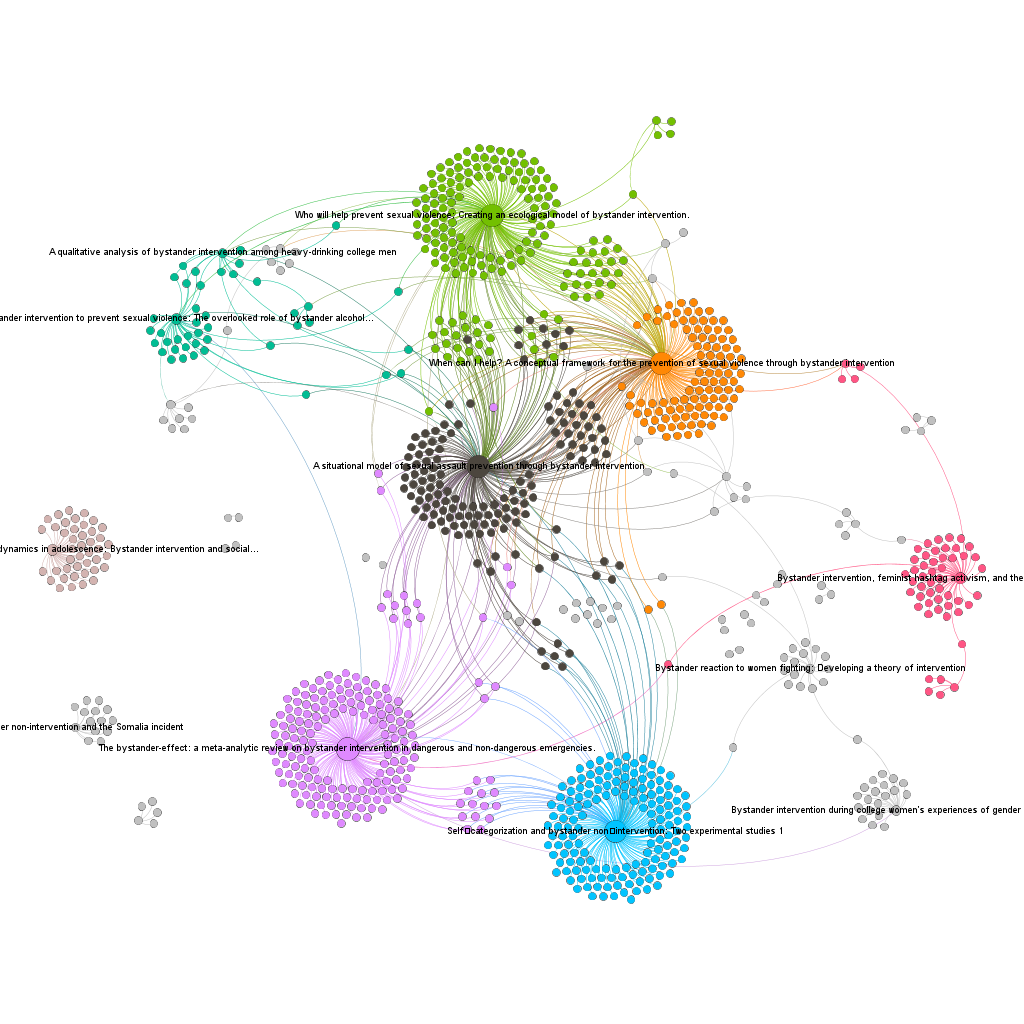 Who will help prevent sexual violence: Creating an ecological model of bystander intervention.
A qualitative analysis of bystander intervention among heavy-drinking college men
ander intervention to prevent sexual violence: The overlooked role of bystander alcohol...
When can I help? A conceptual framework for the prevention of sexual violence through bystander intervention
A situational model of sexual assault prevention through bystander intervention
dynamics in adolescence: Bystander intervention and social...
Bystander intervention, feminist hashtag activism, and the
Bystander reaction to women fighting: Developing a theory of intervention
er non-intervention and the Somalia incident
The bystander-effect: a meta-analytic review on bystander intervention in dangerous and non-dangerous emergencies.
Bystander intervention during college women's experiences of gender
Self□categorization and bystander non□intervention: Two experimental studies 1